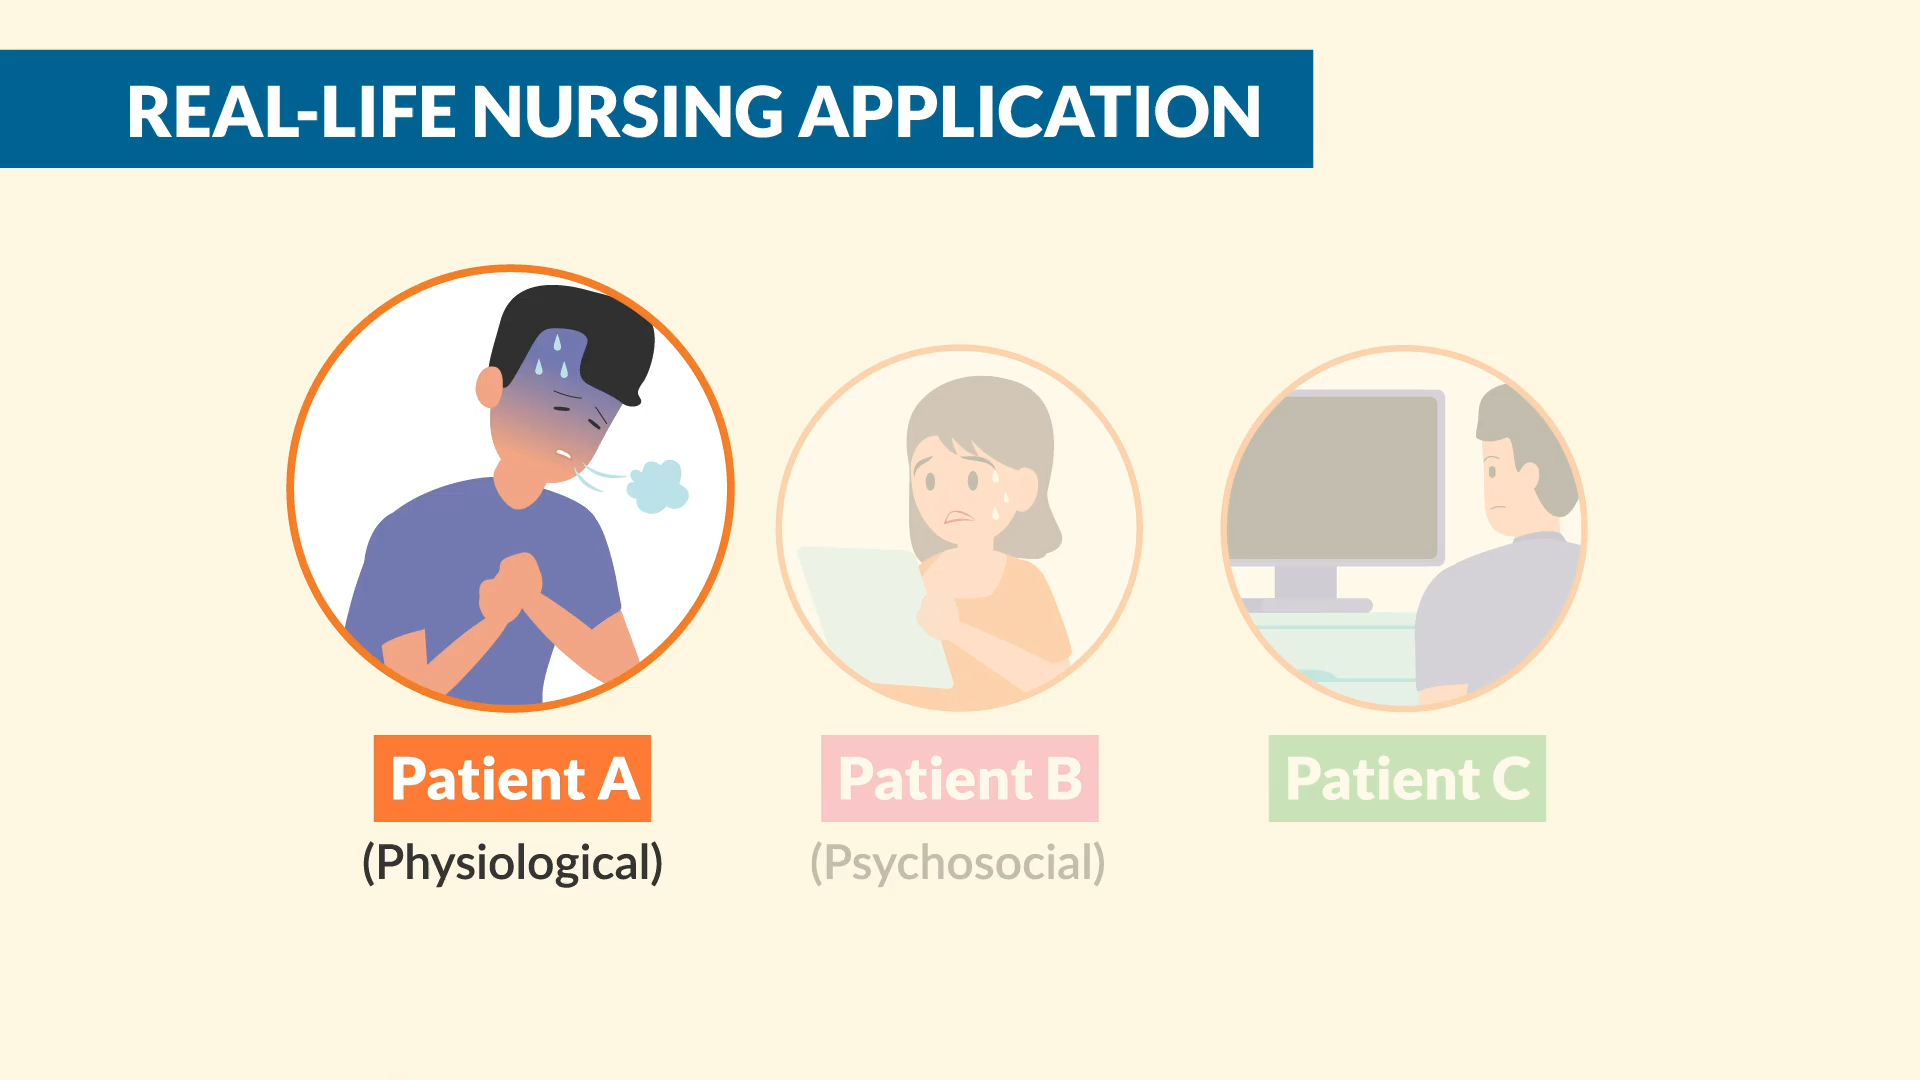 REAL-LIFE NURSING APPLICATION
Patient A
(Physiological)
Patient B
(Psychosocial)
Patient C